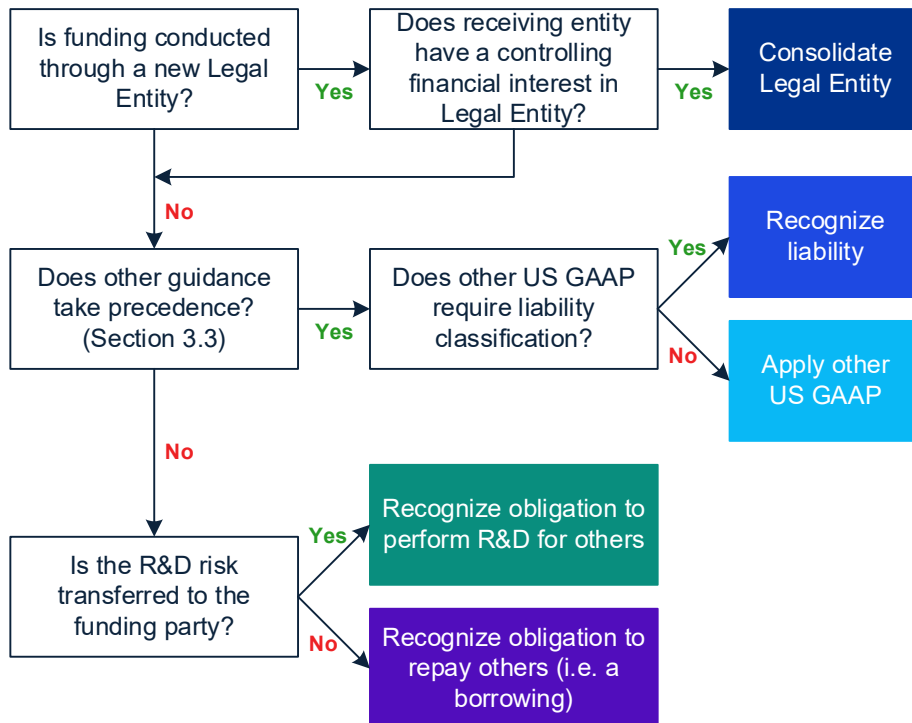 Is funding conducted
through a new Legal
Entity?
Yes
Does receiving entity
have a controlling
financial interest in
Legal Entity?
Yes
Consolidate
Legal Entity
No
Does other guidance
take precedence?
(Section 3.3)
Yes
Does other US GAAP
require liability
classification?
Yes
Recognize
liability
No
Apply other
US GAAP
No
Is the R&D risk
transferred to the
funding party?
Yes
Recognize obligation to
perform R&D for others
No
Recognize obligation to
repay others (i.e. a
borrowing)